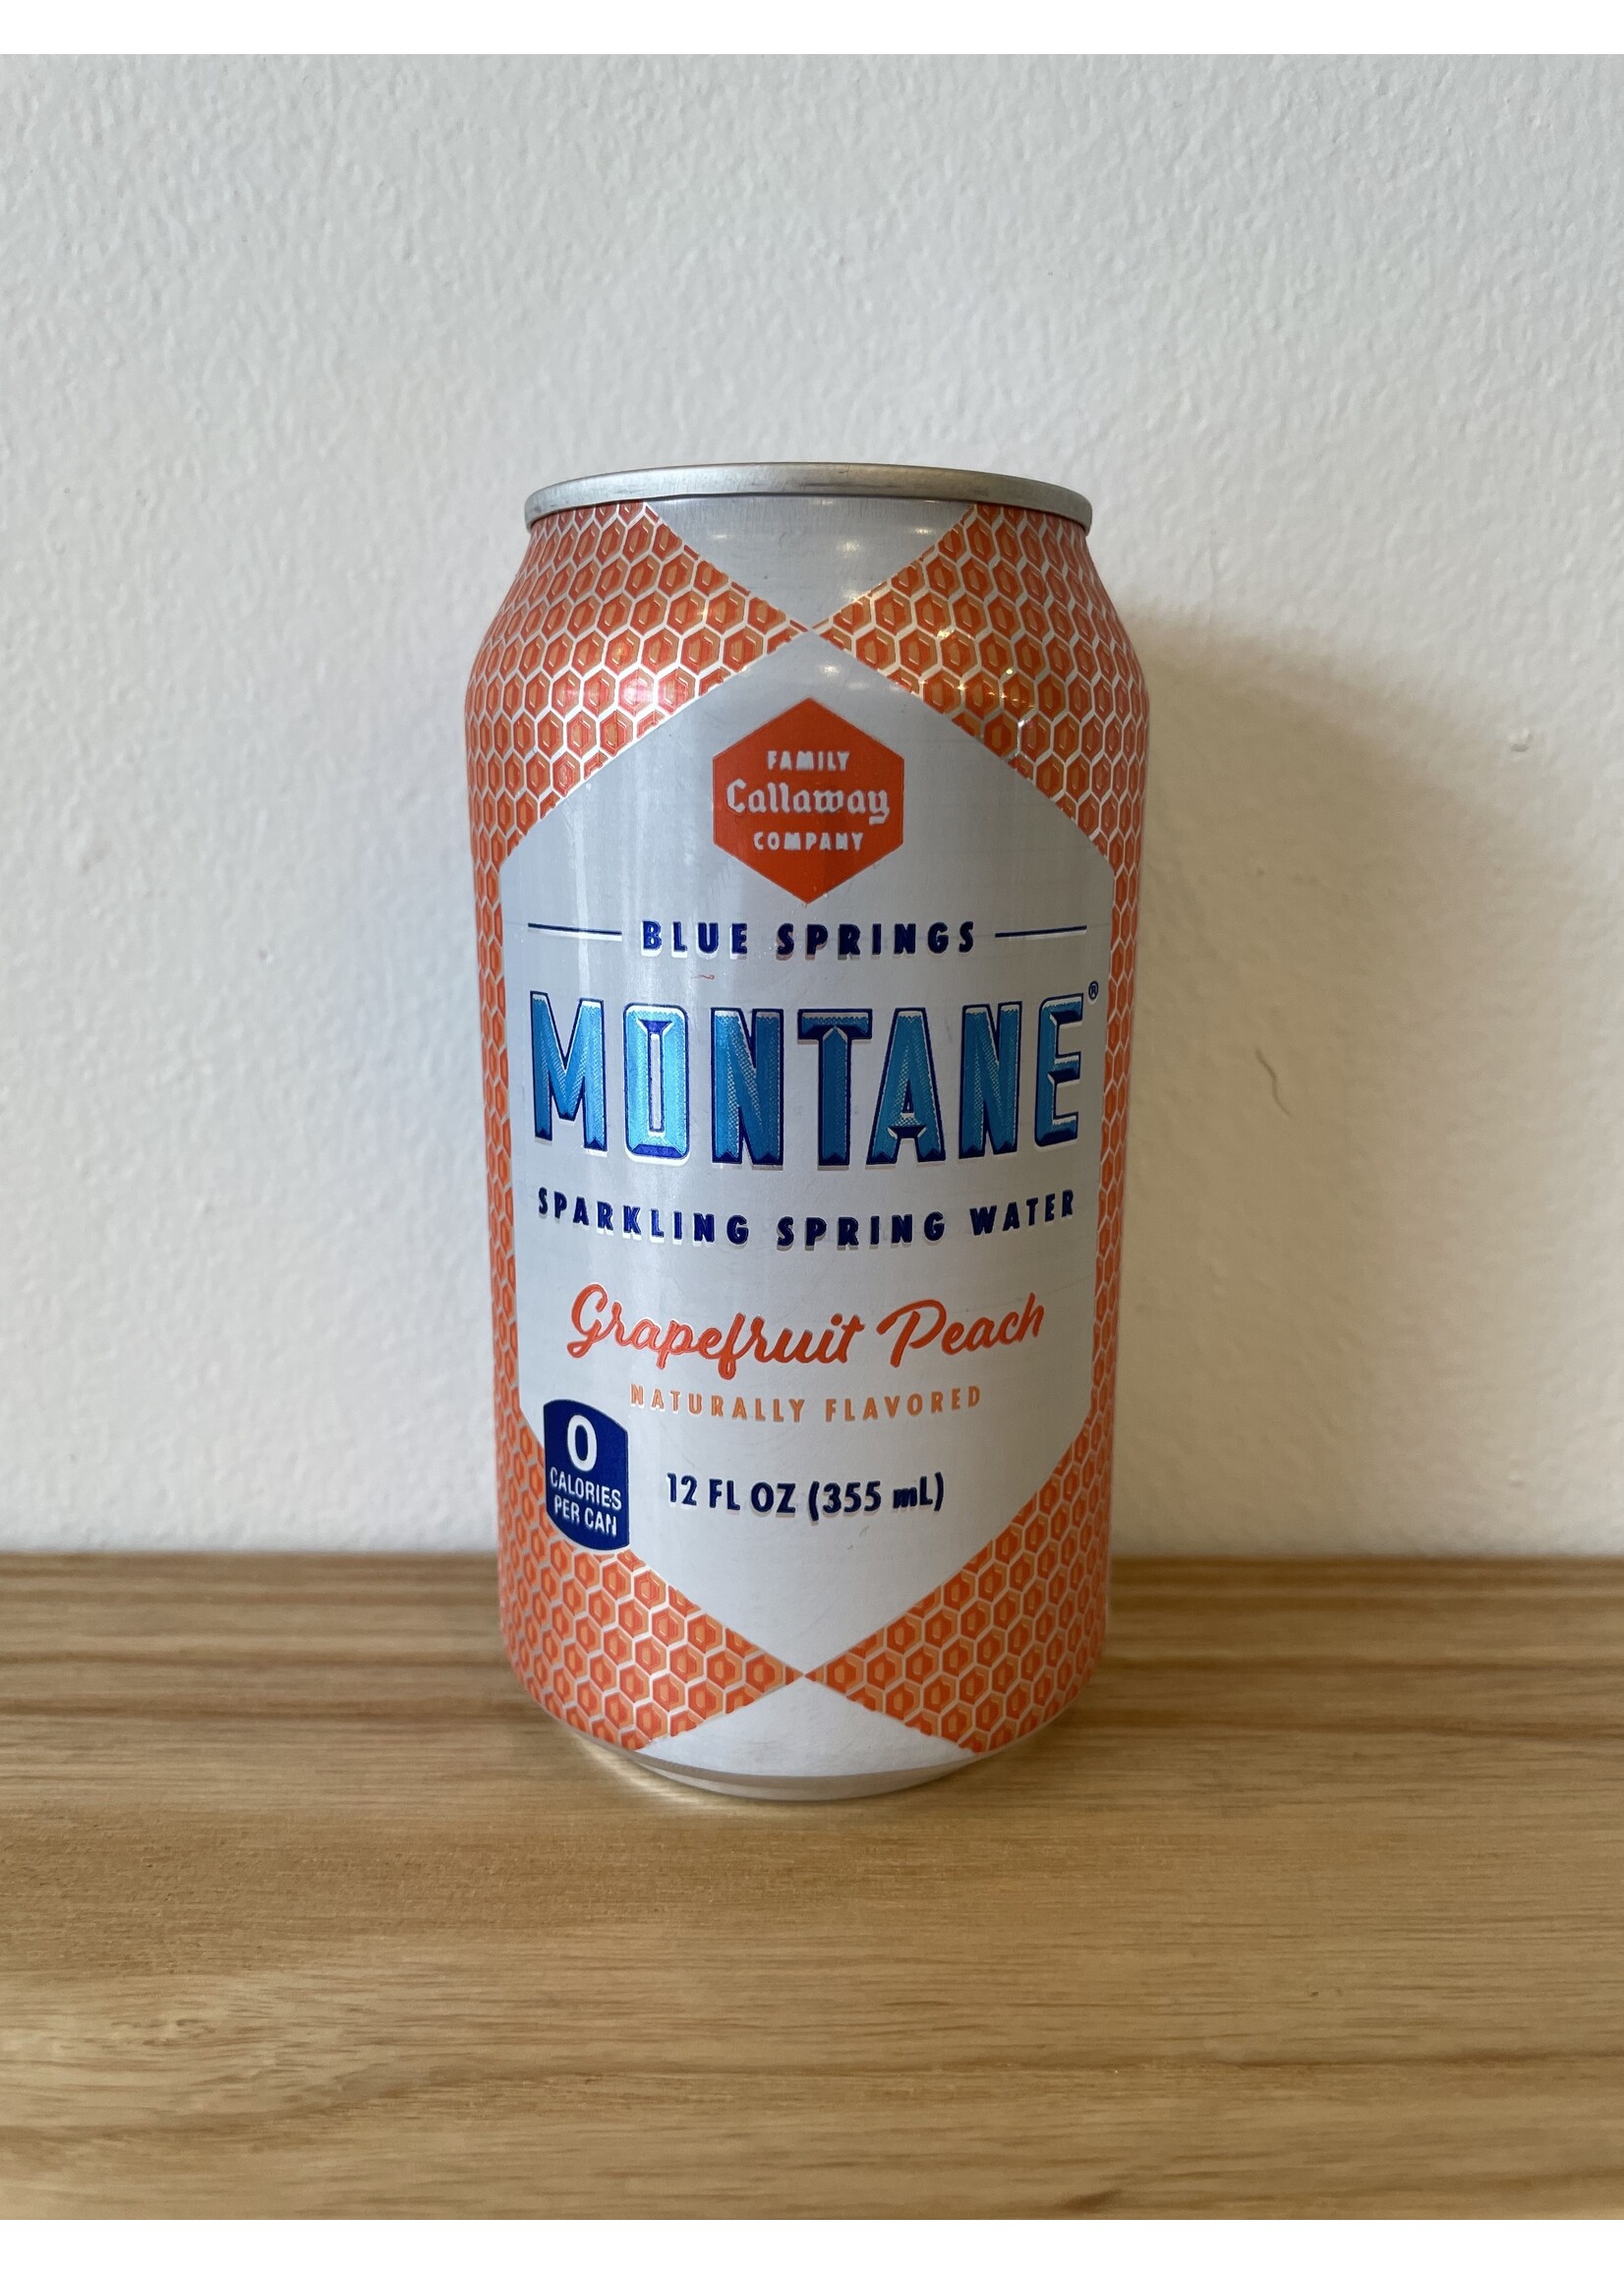 FAMILY
Callaway
COMPANY
BLUE SPRINGS
MONTANE®
SPARKLING SPRING WATER
Grapefruit Peach
NATURALLY FLAVORED
0
CALORIES
PER CAN
12 FL OZ (355 mL)